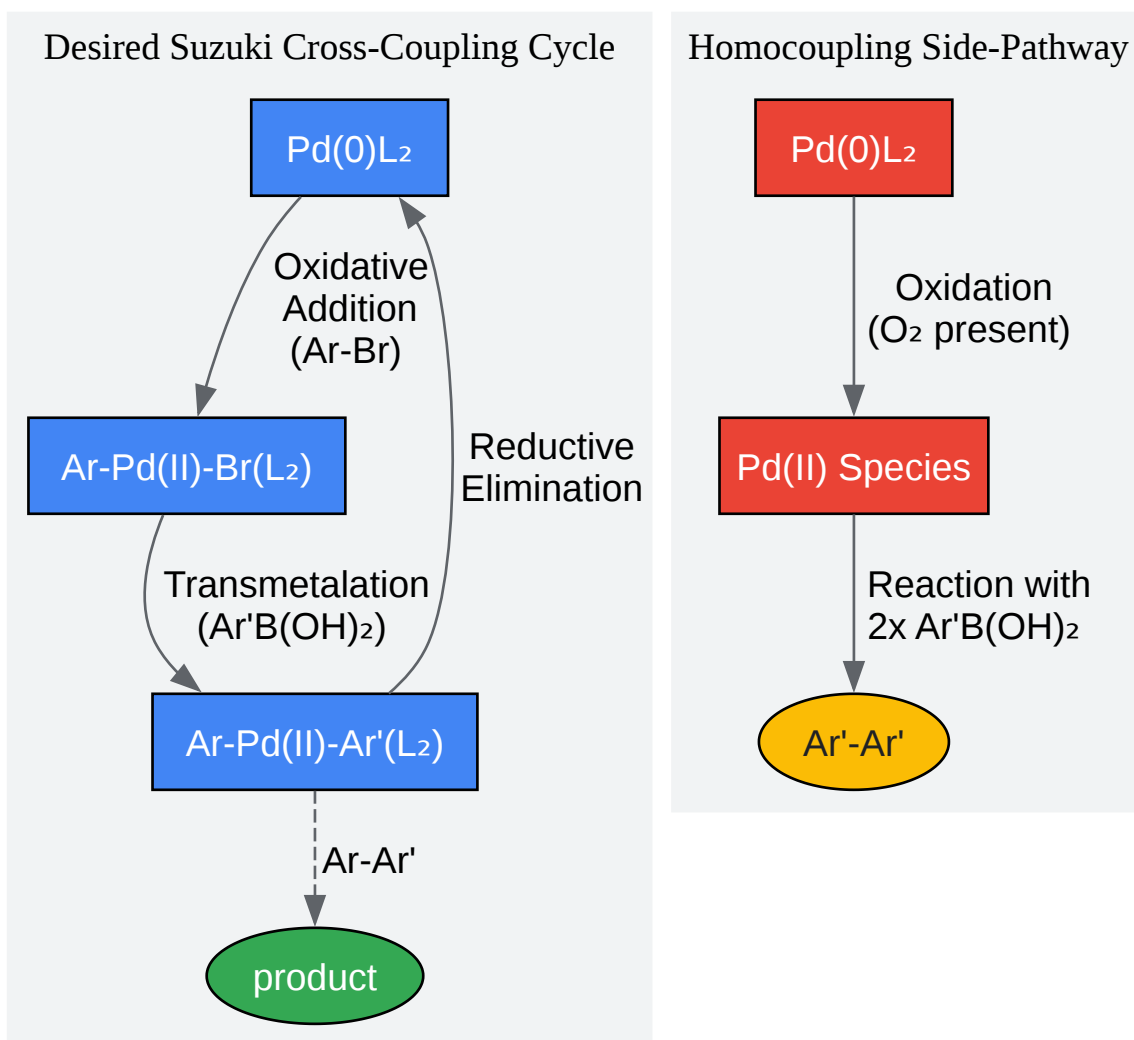 Desired Suzuki Cross-Coupling Cycle
Pd(0)L₂
Oxidative
Addition
(Ar-Br)
Ar-Pd(II)-Br(L₂)
Reductive
Elimination
Transmetalation
(Ar'B(OH)₂)
Ar-Pd(II)-Ar'(L₂)
Ar-Ar'
product
Homocoupling Side-Pathway
Pd(0)L₂
Oxidation
(O₂ present)
Pd(II) Species
Reaction with
2x Ar'B(OH)₂
Ar'-Ar'